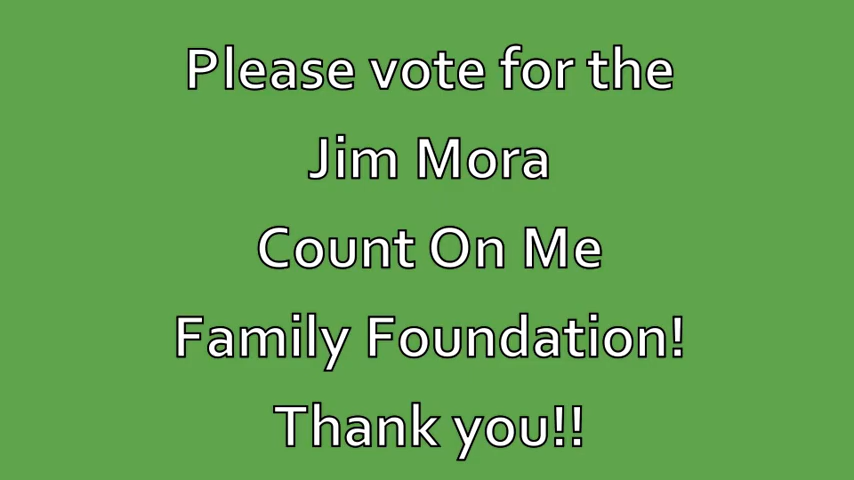 Please vote for the
Jim Mora
Count On Me
Family Foundation!
Thank you!!